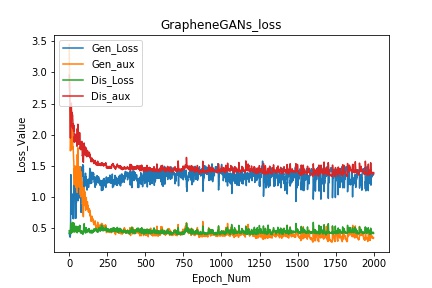 GrapheneGANs_loss
3.5
3.0
2.5
2.0
1.5
1.0
0.5
Loss_Value
Gen_Loss
Gen_aux
Dis_Loss
Dis_aux
0 250 500 750 1000 1250 1500 1750 2000
Epoch_Num